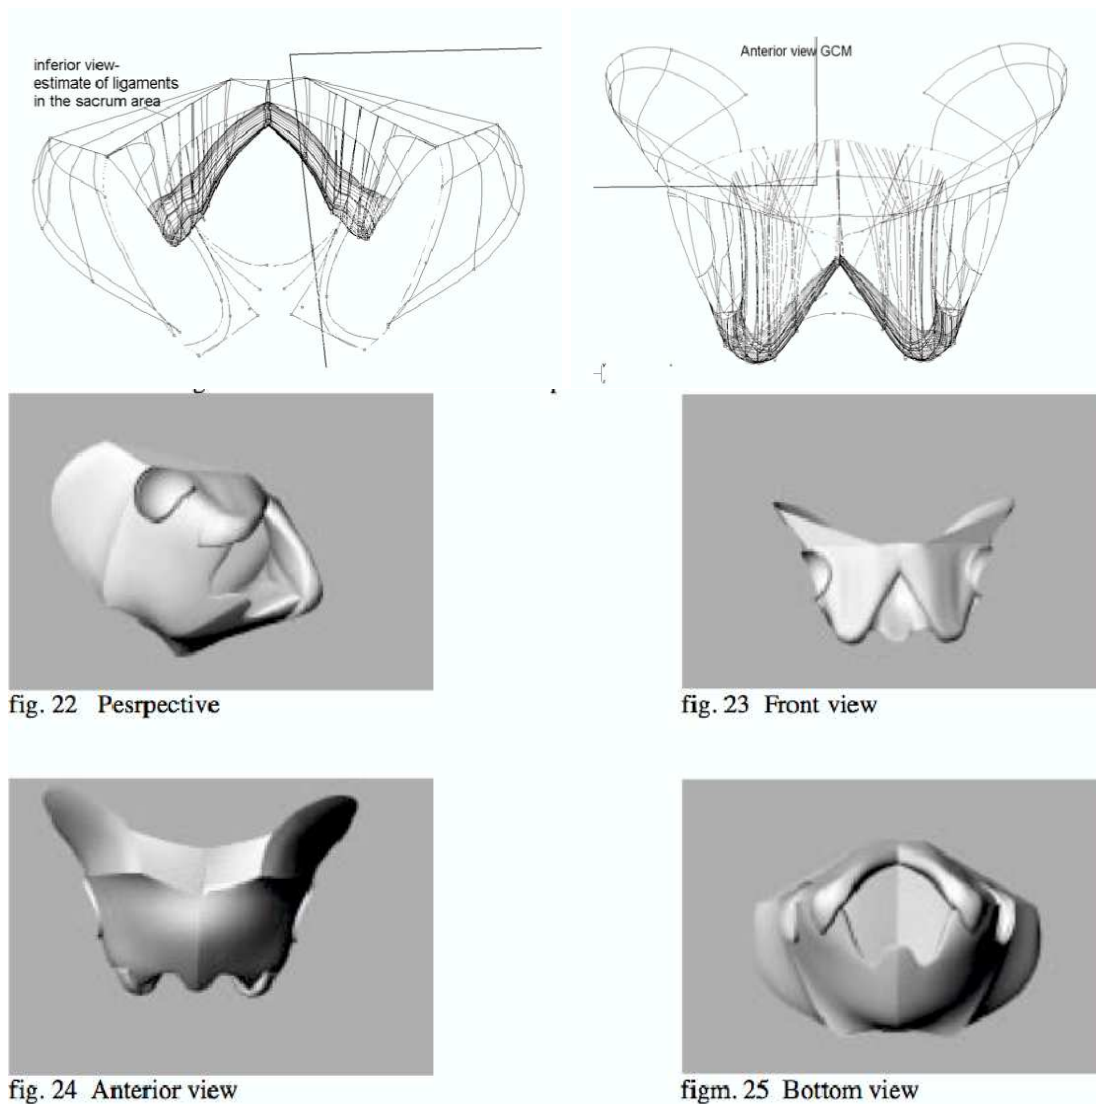 inferior view-
estimate of ligaments
in the sacrum area
Anterior view GCM
fig. 22 Pesrpective
fig. 23 Front view
fig. 24 Anterior view
figm. 25 Bottom view